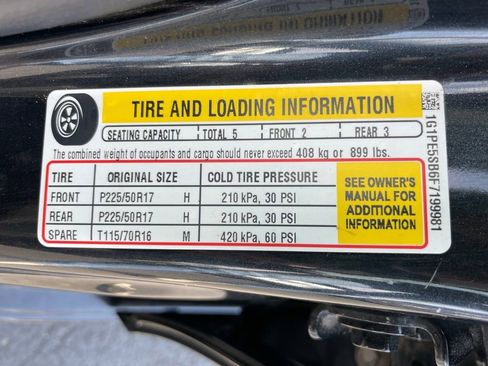 TIRE AND LOADING INFORMATION
SEATING CAPACITY TOTAL 5 FRONT 2 REAR 3
The combined weight of occupants and cargo should never exceed 408 kg or 899 lbs.
TIRE ORIGINAL SIZE COLD TIRE PRESSURE
FRONT P225/50R17 H 210 kPa, 30 PSI
REAR P225/50R17 H 210 kPa, 30 PSI
SPARE T115/70R16 M 420 kPa, 60 PSI
SEE OWNER'S
MANUAL FOR
ADDITIONAL
INFORMATION
1G1PE5SB6F7199981